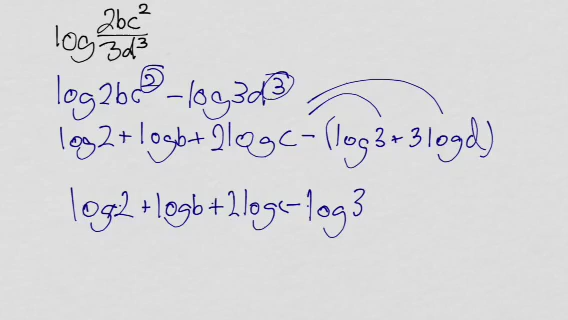 log 2bc²/3d³
log2bc² - log3d³
log2 + logb + 2logc - (log3 + 3logd)
log2 + logb + 2logc - log3